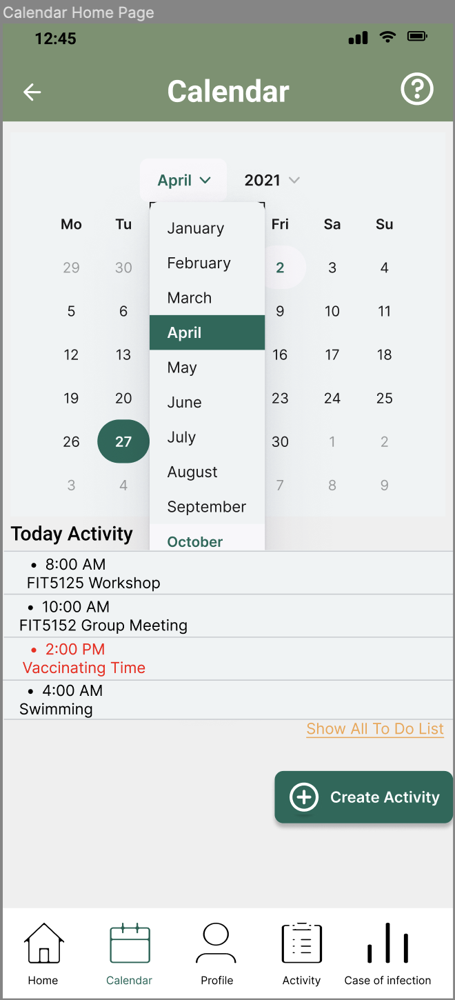 Calendar Home Page
12:45
Calendar
April 2021
Mo Tu Fri Sa Su
January
29 30 2 3 4
February
March
5 6 9 10 11
April
12 13 16 17 18
May
19 20 23 24 25
June
26 27 30 1 2
July
August
3 4 7 8 9
September
October
Today Activity
• 8:00 AM
FIT5125 Workshop
• 10:00 AM
FIT5152 Group Meeting
• 2:00 PM
Vaccinating Time
• 4:00 AM
Swimming
Show All To Do List
Create Activity
Home Calendar Profile Activity Case of infection